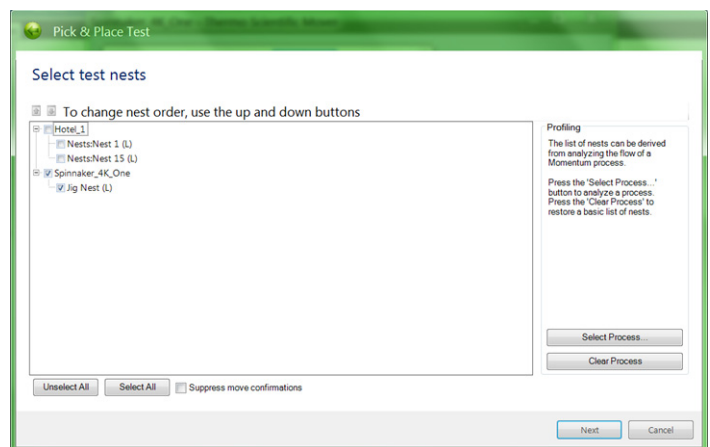 Pick & Place Test
Select test nests
To change nest order, use the up and down buttons
Hotel_1
Nests:Nest 1 (L)
Nests:Nest 15 (L)
Spinnaker_4K_One
Jig Nest (L)
Profiling
The list of nests can be derived
from analyzing the flow of a
Momentum process.
Press the 'Select Process...'
button to analyze a process.
Press the 'Clear Process' to
restore a basic list of nests.
Select Process...
Clear Process
Unselect All
Select All
Suppress move confirmations
Next
Cancel